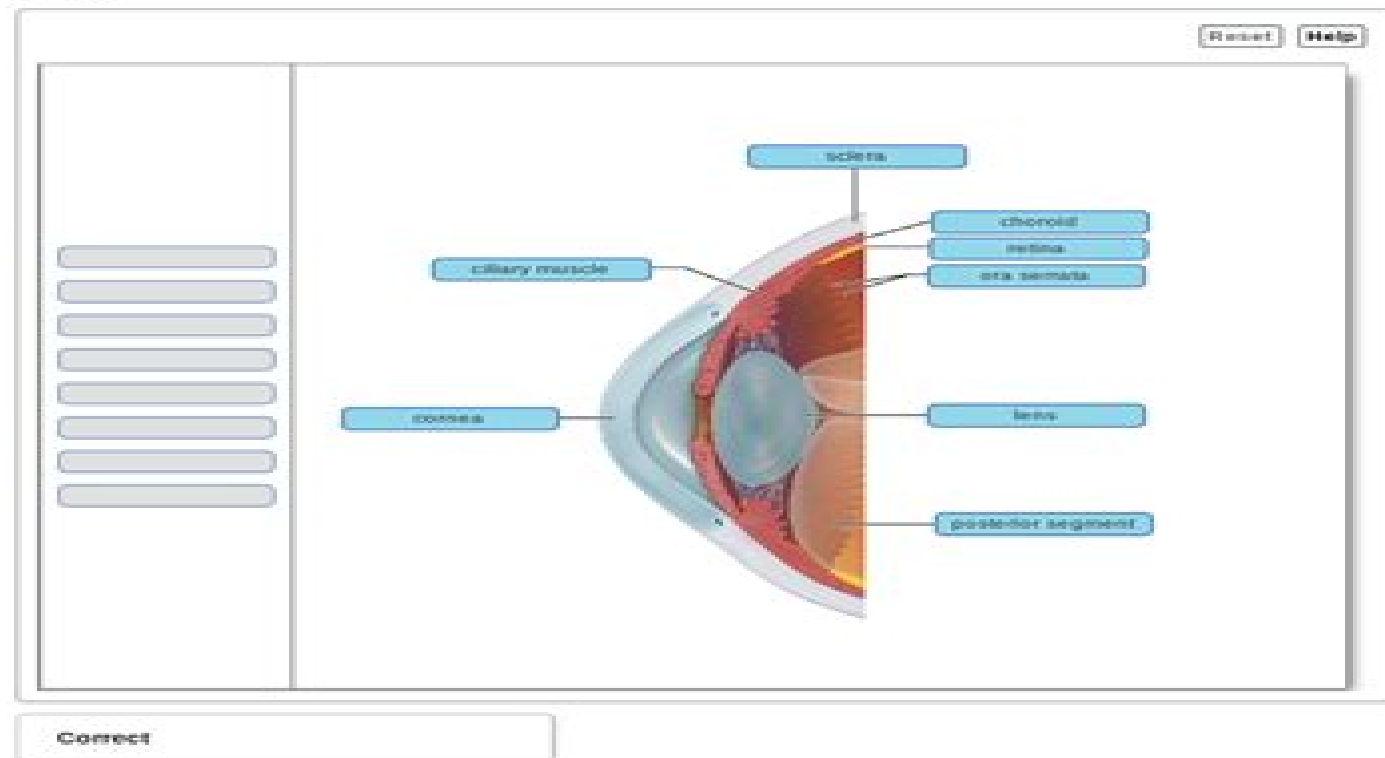 Reset Help
sclera
choroid
retina
ciliary muscle
ora serrata
cornea
lens
posterior segment
Correct